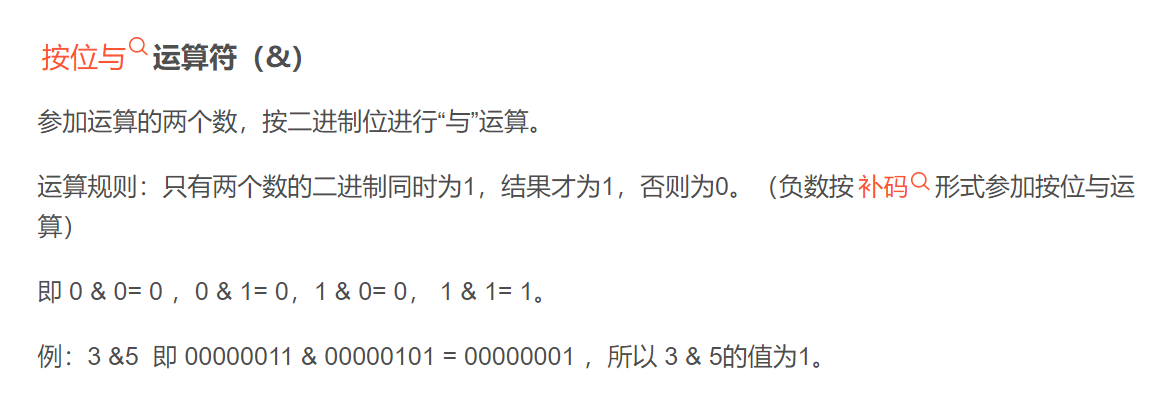 按位与运算符（&）
参加运算的两个数，按二进制位进行“与”运算。
运算规则：只有两个数的二进制同时为1，结果才为1，否则为0。（负数按补码形式参加按位与运
算）
即 0 & 0= 0 ，0 & 1= 0，1 & 0= 0， 1 & 1= 1。
例：3 &5  即 00000011 & 00000101 = 00000001 ，所以 3 & 5的值为1。